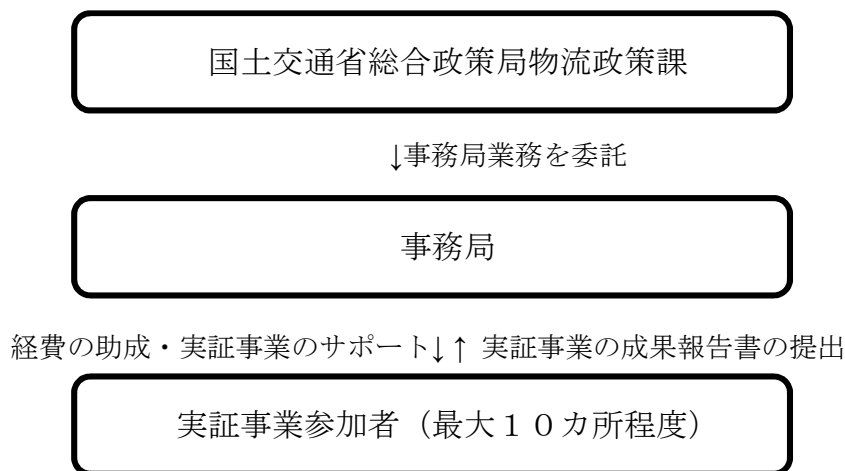 国土交通省総合政策局物流政策課
↓事務局業務を委託
事務局
経費の助成・実証事業のサポート↓↑ 実証事業の成果報告書の提出
実証事業参加者（最大１０カ所程度）